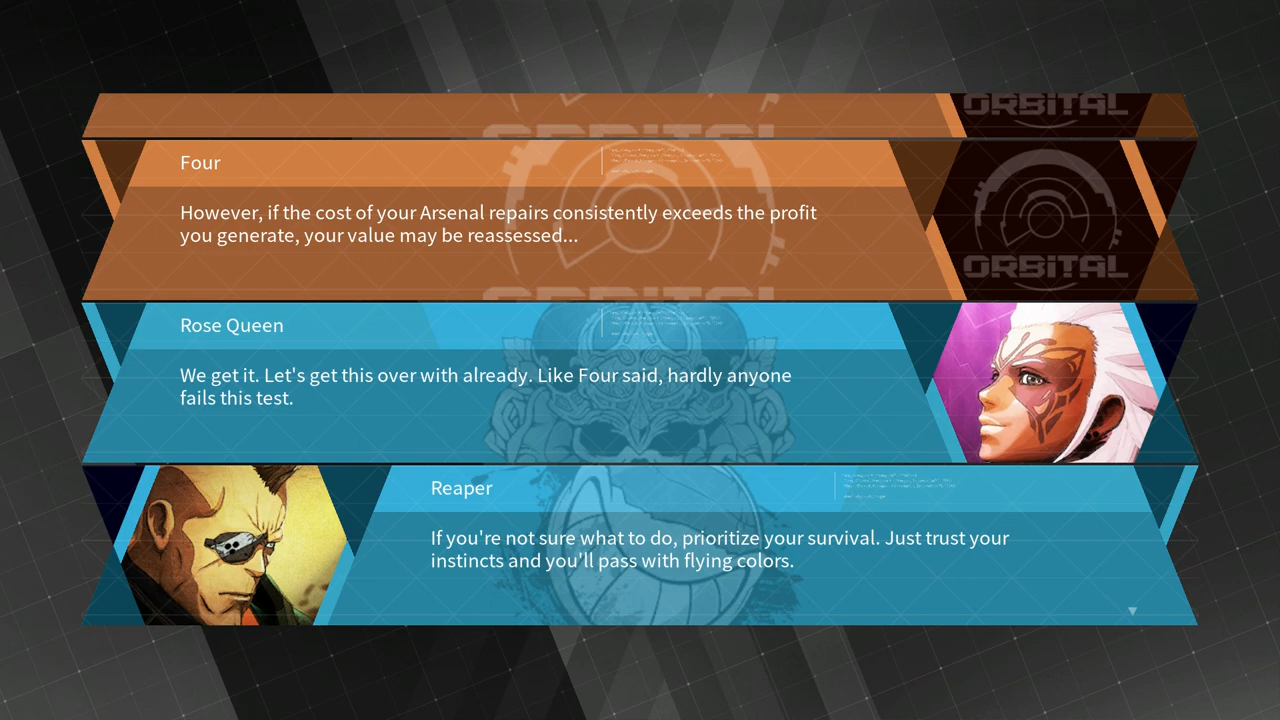 ORBITAL
ORBITAL
Four
However, if the cost of your Arsenal repairs consistently exceeds the profit
you generate, your value may be reassessed...
ORBITAL
Rose Queen
We get it. Let's get this over with already. Like Four said, hardly anyone
fails this test.
Reaper
If you're not sure what to do, prioritize your survival. Just trust your
instincts and you'll pass with flying colors.